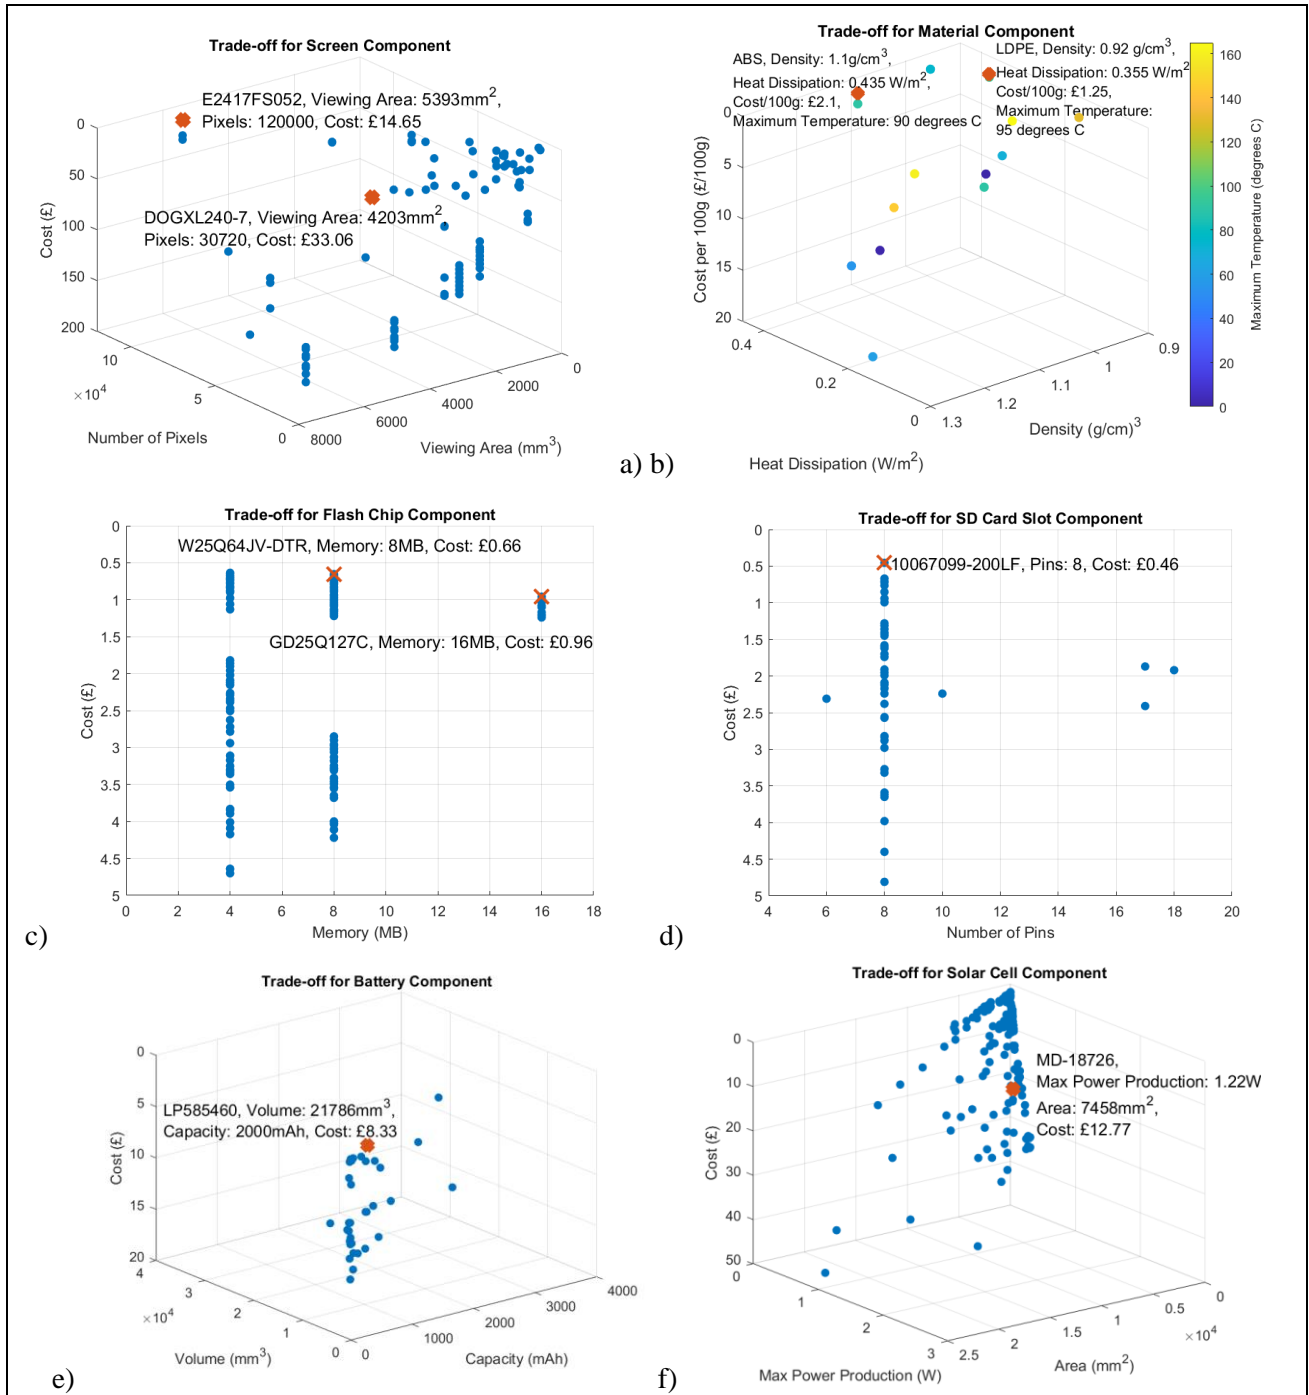 Trade-off for Screen Component
E2417FS052, Viewing Area: 5393mm2,
Pixels: 120000, Cost: £14.65
DOGXL240-7, Viewing Area: 4203mm2,
Pixels: 30720, Cost: £33.06
0
50
100
150
200
Cost (£)
10
5
0
×104
Number of Pixels
8000
6000
4000
2000
0
Viewing Area (mm3)
a)
Trade-off for Material Component
ABS, Density: 1.1g/cm3,
Heat Dissipation: 0.435 W/m2
Cost/100g: £2.1,
Maximum Temperature: 90 degrees C
LDPE, Density: 0.92 g/cm3,
Heat Dissipation: 0.355 W/m2
Cost/100g: £1.25,
Maximum Temperature:
95 degrees C
0
5
10
15
20
Cost per 100g (£/100g)
0.4
0.2
0
Heat Dissipation (W/m2)
1.3
1.2
1.1
1
0.9
Density (g/cm)3
160
140
120
100
80
60
40
20
0
Maximum Temperature (degrees C)
b)
Trade-off for Flash Chip Component
W25Q64JV-DTR, Memory: 8MB, Cost: £0.66
GD25Q127C, Memory: 16MB, Cost: £0.96
0
0.5
1
1.5
2
2.5
3
3.5
4
4.5
5
Cost (£)
0 2 4 6 8 10 12 14 16 18
Memory (MB)
c)
Trade-off for SD Card Slot Component
10067099-200LF, Pins: 8, Cost: £0.46
0
0.5
1
1.5
2
2.5
3
3.5
4
4.5
5
Cost (£)
4 6 8 10 12 14 16 18 20
Number of Pins
d)
Trade-off for Battery Component
LP585460, Volume: 21786mm3,
Capacity: 2000mAh, Cost: £8.33
0
5
10
15
20
Cost (£)
4
3
2
1
0
×104
Volume (mm3)
0
1000
2000
3000
4000
Capacity (mAh)
e)
Trade-off for Solar Cell Component
MD-18726,
Max Power Production: 1.22W
Area: 7458mm2,
Cost: £12.77
0
10
20
30
40
50
Cost (£)
0
1
2
3
Max Power Production (W)
2.5
2
1.5
1
0.5
0
×104
Area (mm2)
f)